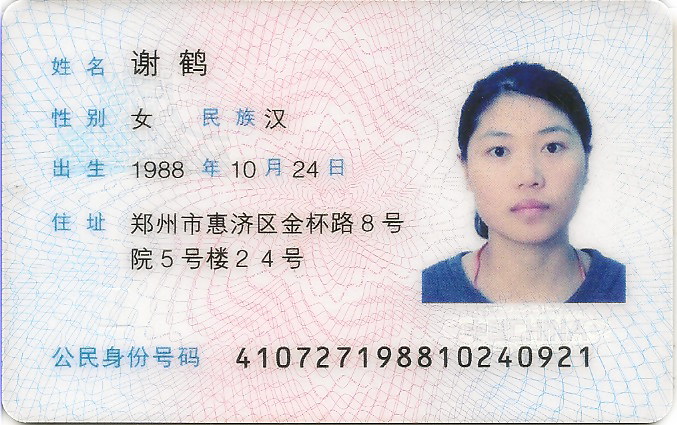 姓名 谢鹤
性别 女 民族 汉
出生 1988 年 10 月 24 日
住址 郑州市惠济区金杯路8号
院5号楼24号
公民身份号码 410727198810240921